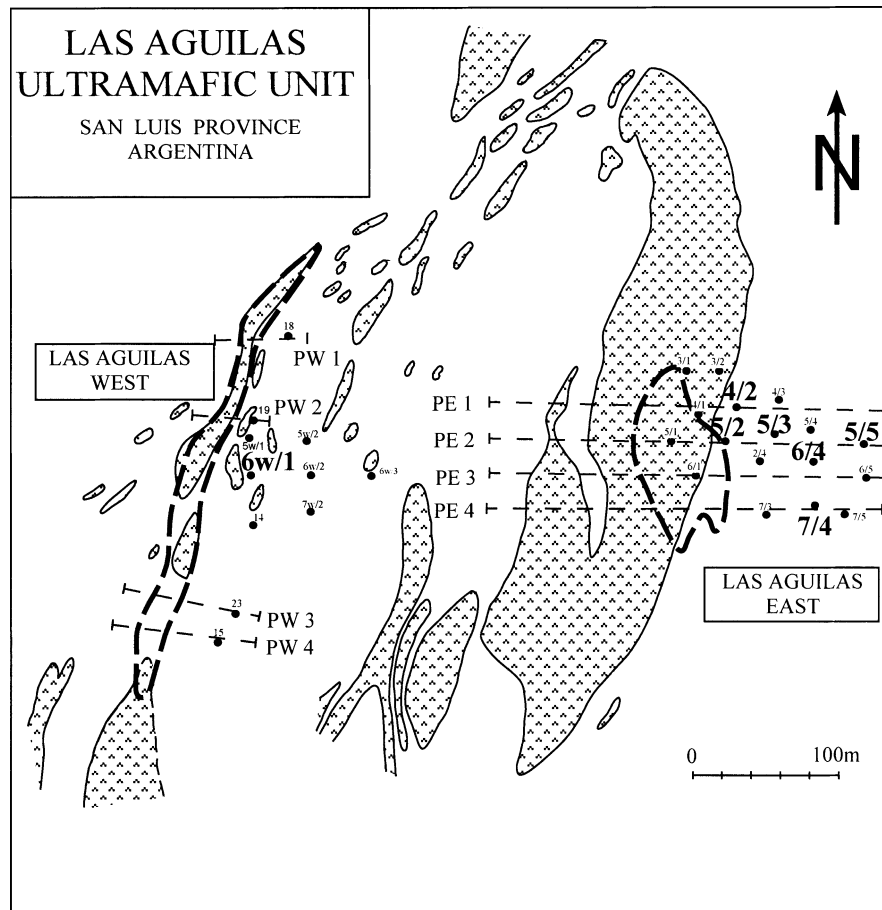 LAS AGUILAS
ULTRAMAFIC UNIT
SAN LUIS PROVINCE
ARGENTINA
N
18
PW 1
LAS AGUILAS
WEST
19
PW 2
5w/1
5w/2
6w/1
6w/2
6w 3
7w/2
14
23
PW 3
15
PW 4
3/1
3/2
PE 1
4/1
4/2
4/3
PE 2
5/1
5/2
5/3
5/4
5/5
2/4
6/4
PE 3
6/1
6/5
PE 4
7/3
7/4
7/5
LAS AGUILAS
EAST
0
100m